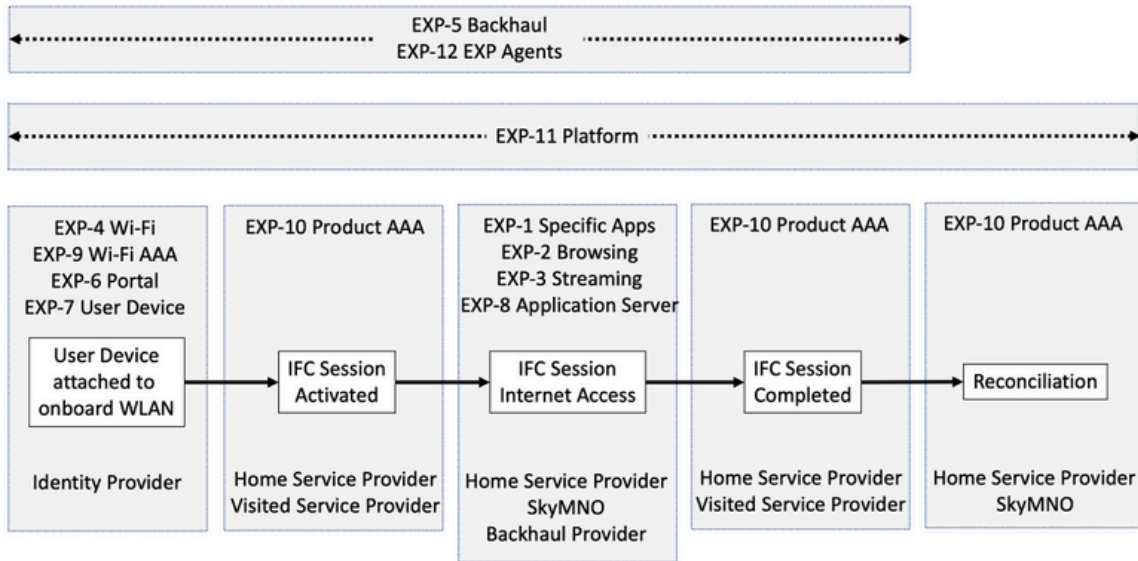 EXP-5 Backhaul
EXP-12 EXP Agents
EXP-11 Platform
EXP-4 Wi-Fi
EXP-9 Wi-Fi AAA
EXP-6 Portal
EXP-7 User Device
User Device
attached to
onboard WLAN
Identity Provider
EXP-10 Product AAA
IFC Session
Activated
Home Service Provider
Visited Service Provider
EXP-1 Specific Apps
EXP-2 Browsing
EXP-3 Streaming
EXP-8 Application Server
IFC Session
Internet Access
Home Service Provider
SkyMNO
Backhaul Provider
EXP-10 Product AAA
IFC Session
Completed
Home Service Provider
Visited Service Provider
EXP-10 Product AAA
Reconciliation
Home Service Provider
SkyMNO